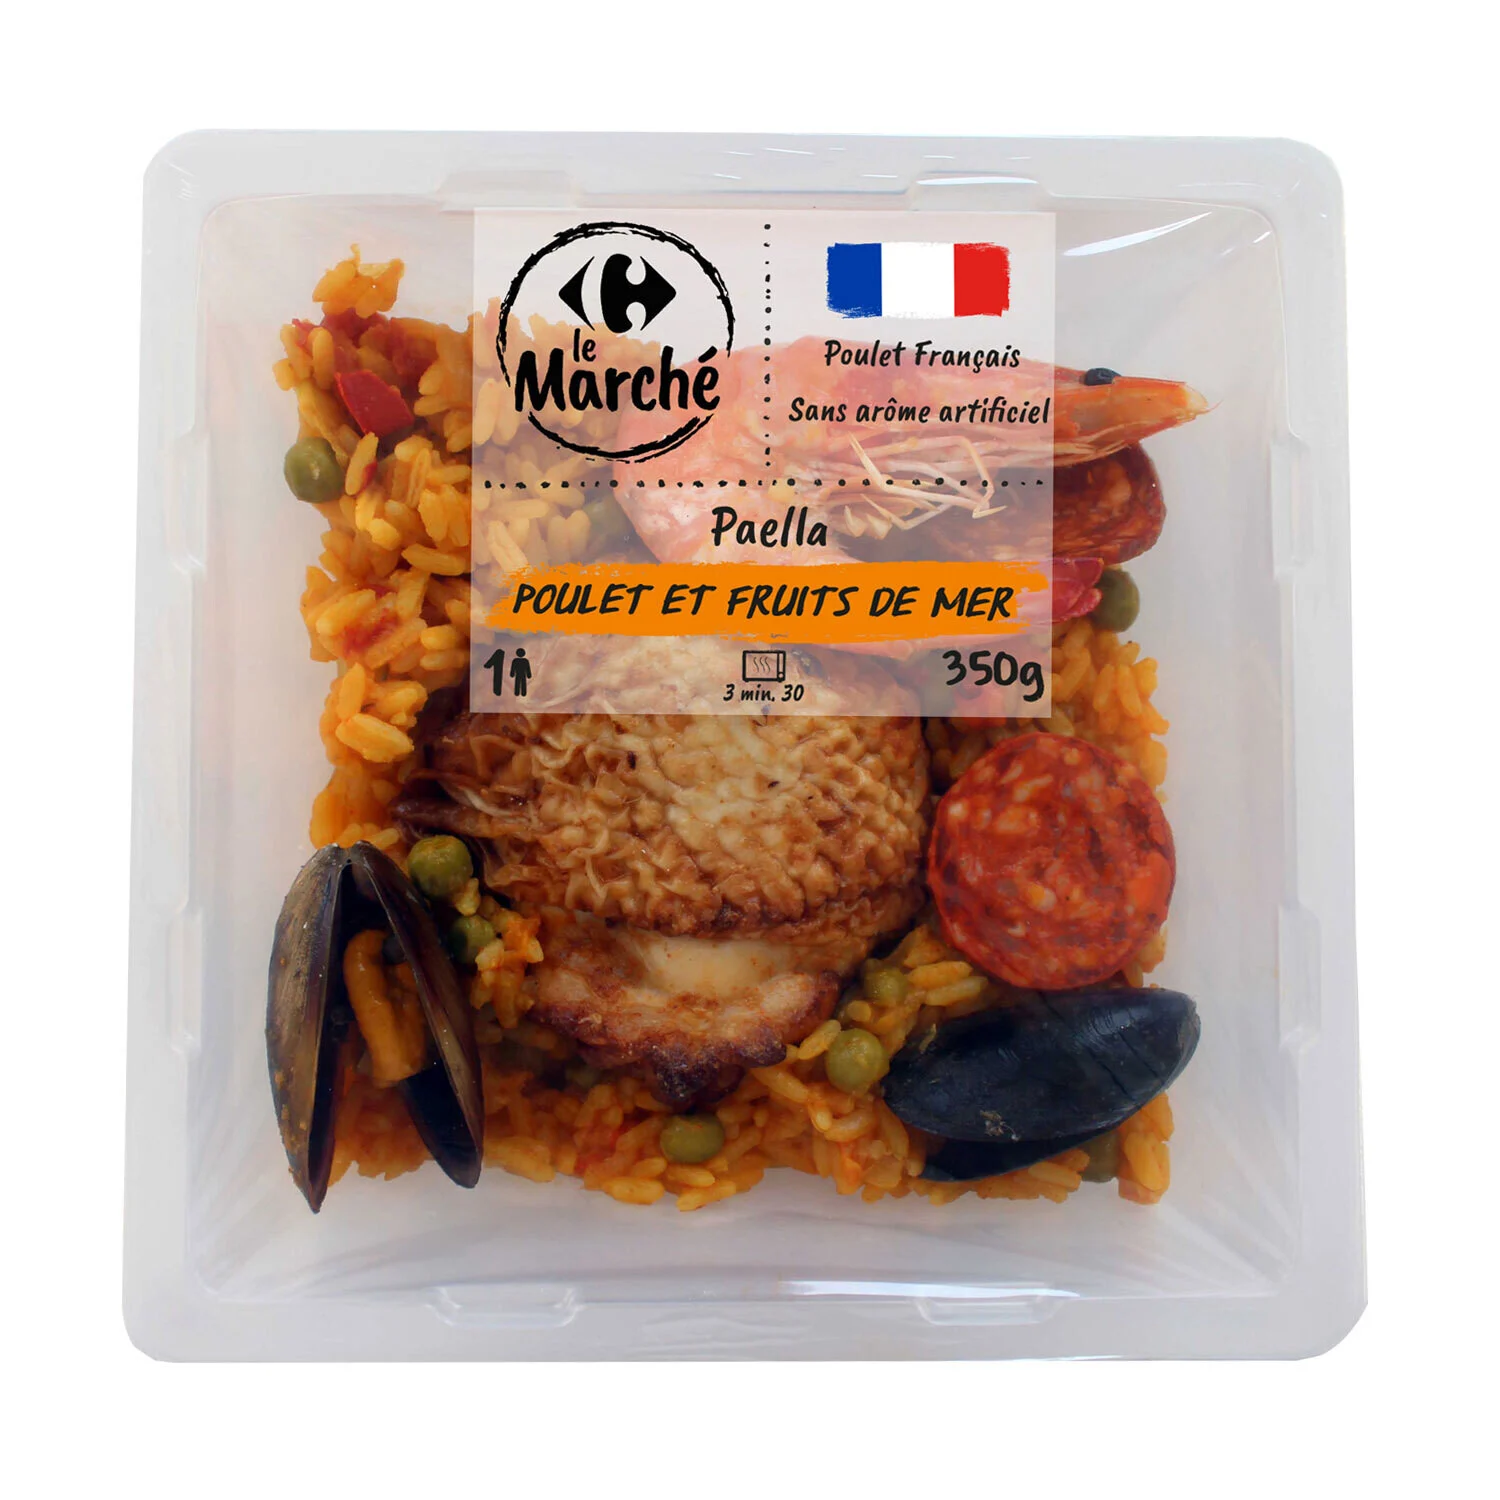 le
Marché
Poulet Français
Sans arôme artificiel
Paella
POULET ET FRUITS DE MER
1
3 min. 30
350g